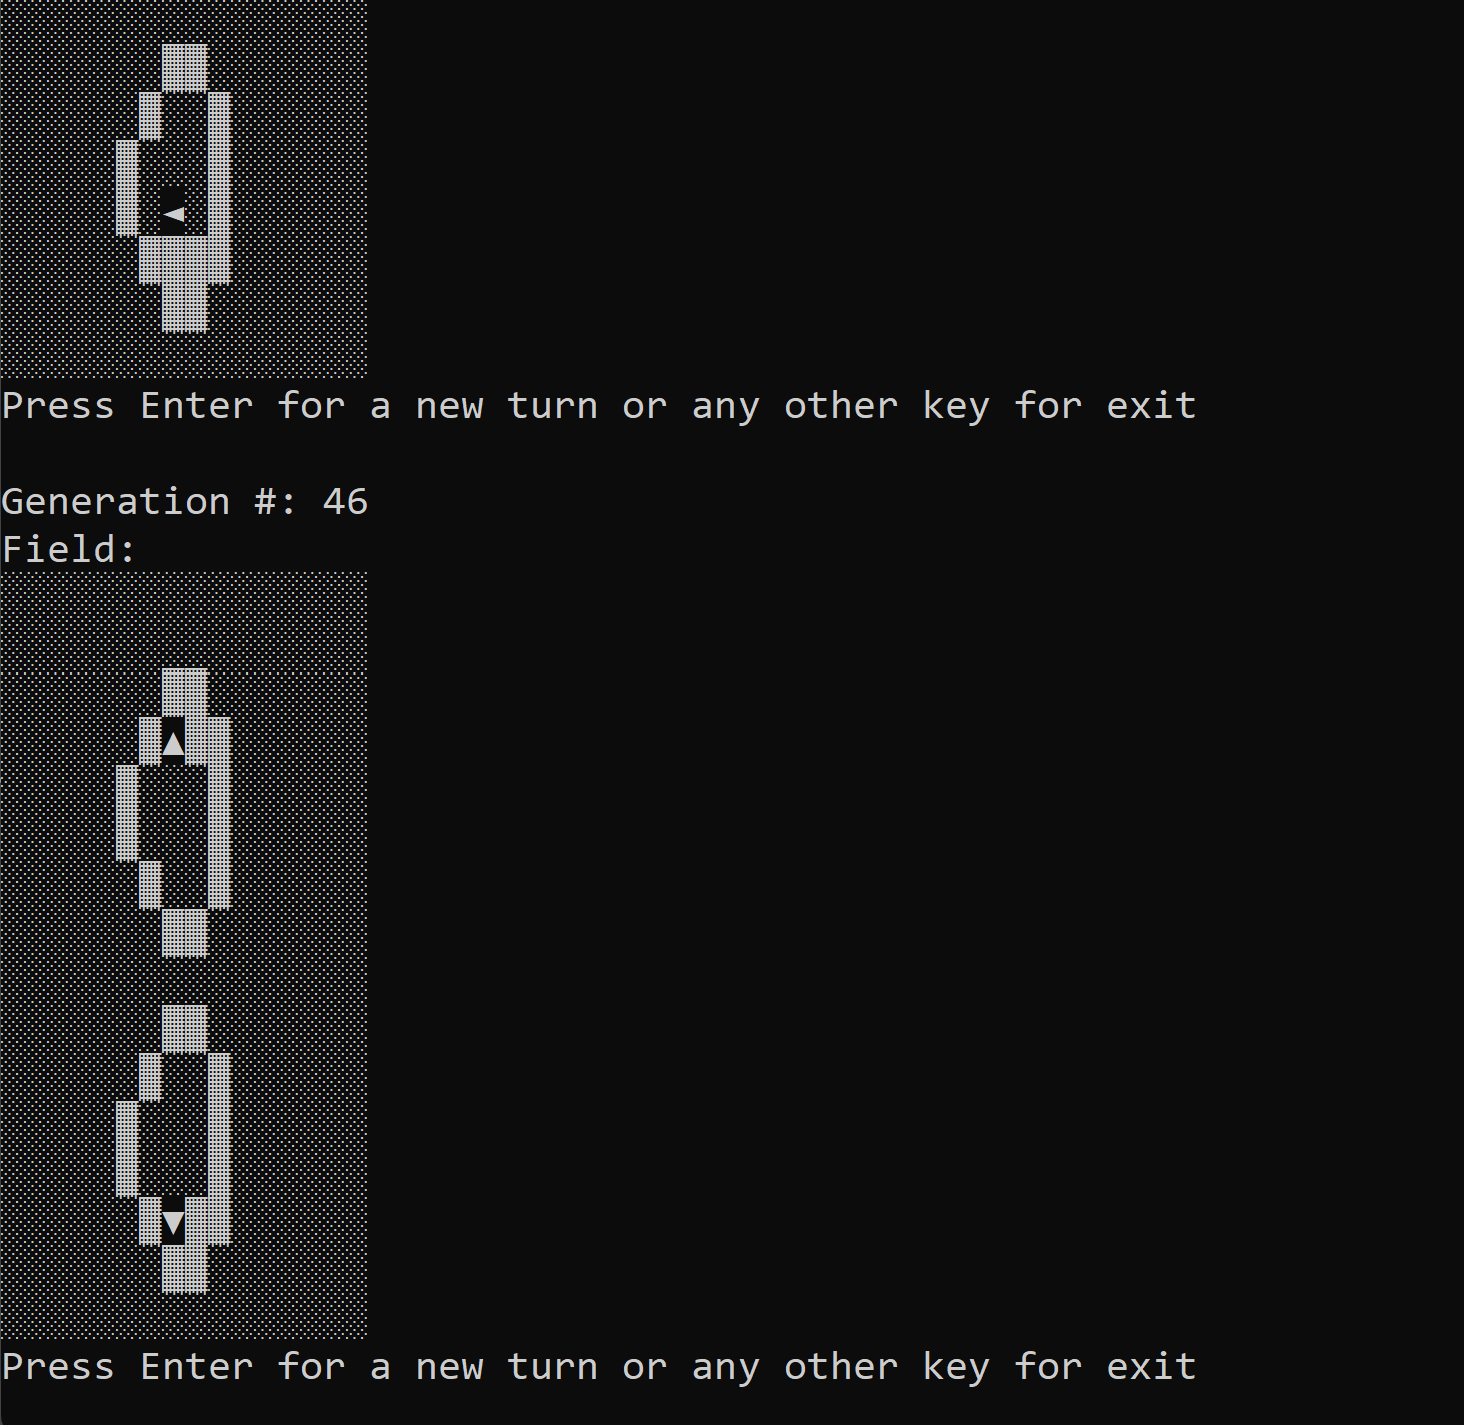 Press Enter for a new turn or any other key for exit
Generation #: 46
Field:
Press Enter for a new turn or any other key for exit